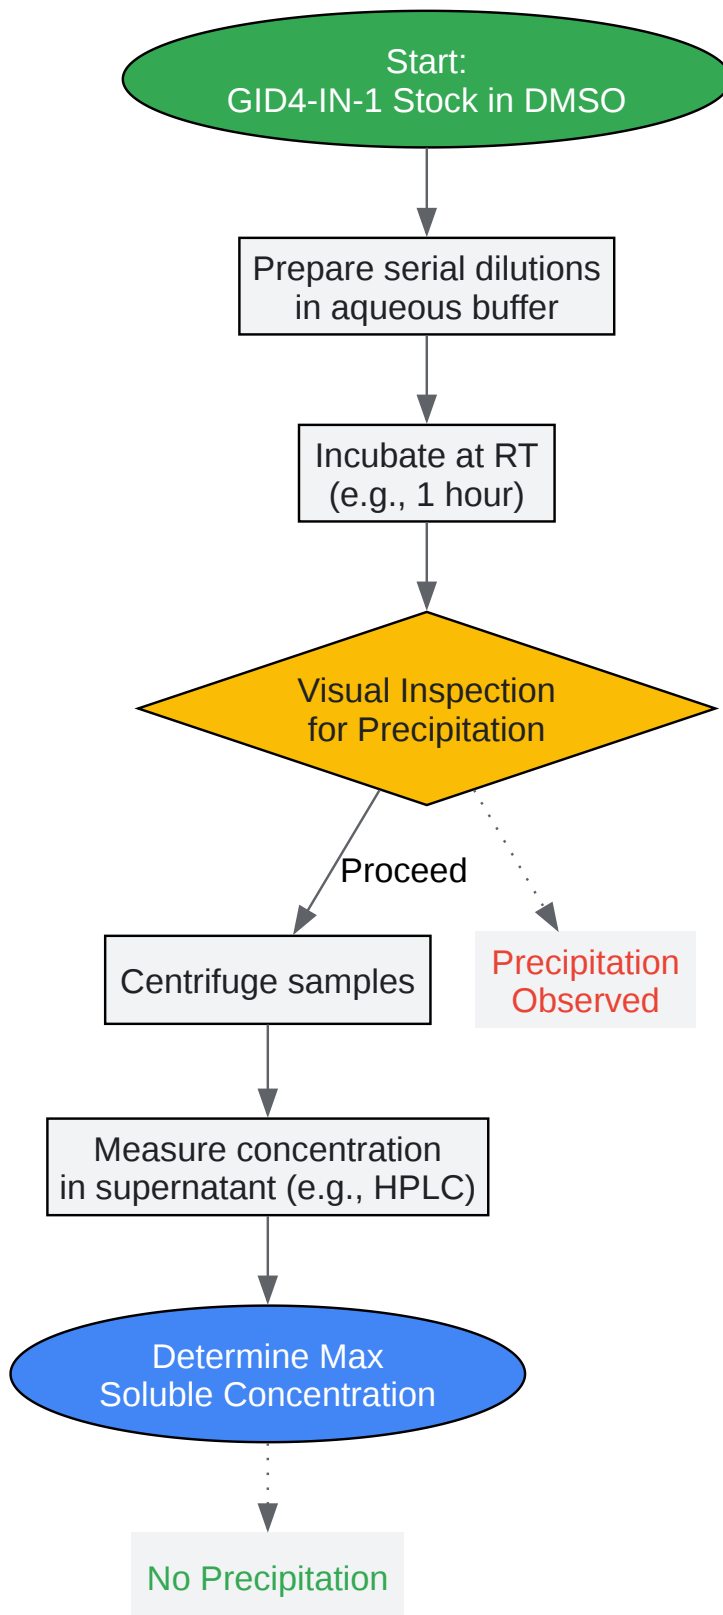 Start:
GID4-IN-1 Stock in DMSO
Prepare serial dilutions
in aqueous buffer
Incubate at RT
(e.g., 1 hour)
Visual Inspection
for Precipitation
Proceed
Centrifuge samples
Precipitation
Observed
Measure concentration
in supernatant (e.g., HPLC)
Determine Max
Soluble Concentration
No Precipitation